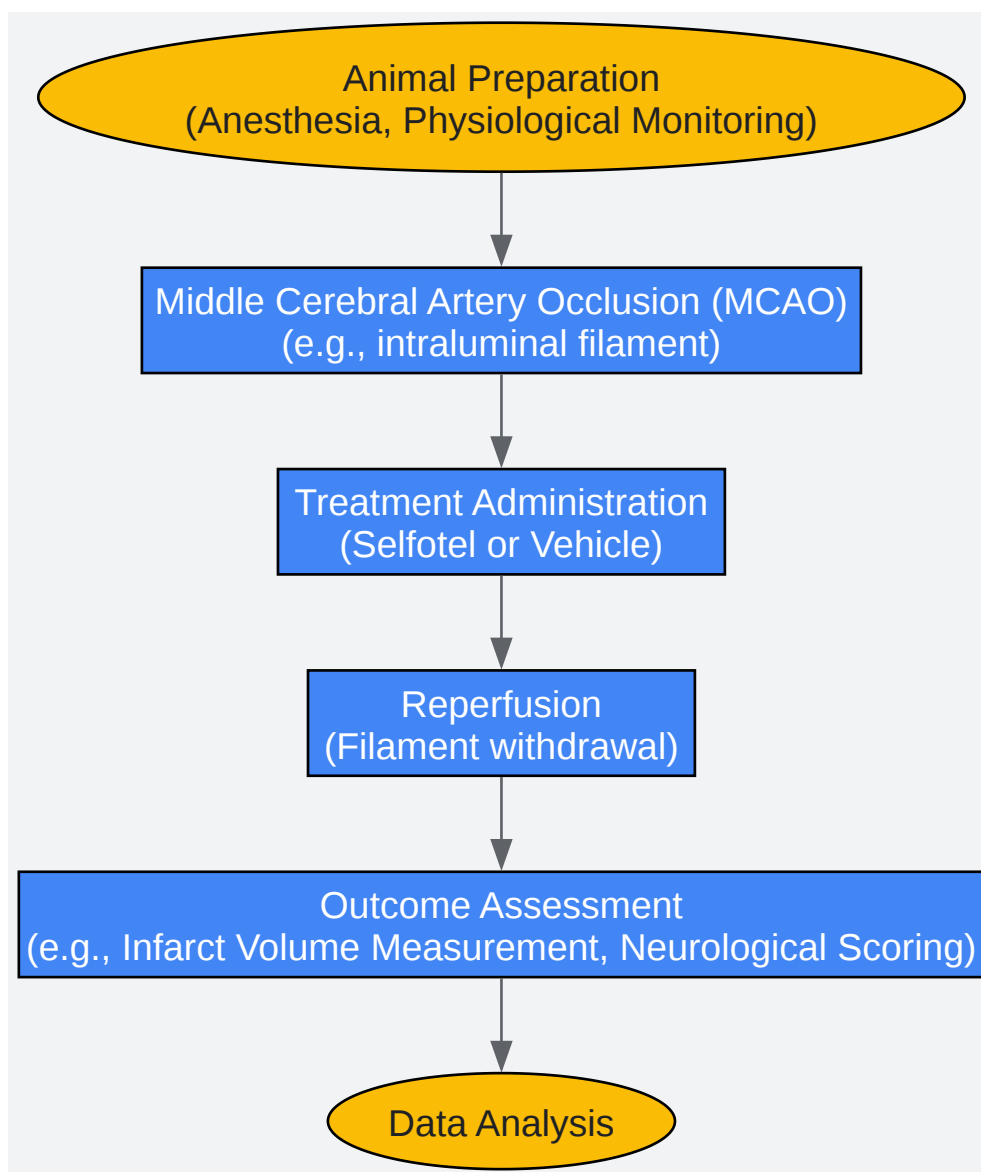 Animal Preparation
(Anesthesia, Physiological Monitoring)
Middle Cerebral Artery Occlusion (MCAO)
(e.g., intraluminal filament)
Treatment Administration
(Selfotel or Vehicle)
Reperfusion
(Filament withdrawal)
Outcome Assessment
(e.g., Infarct Volume Measurement, Neurological Scoring)
Data Analysis